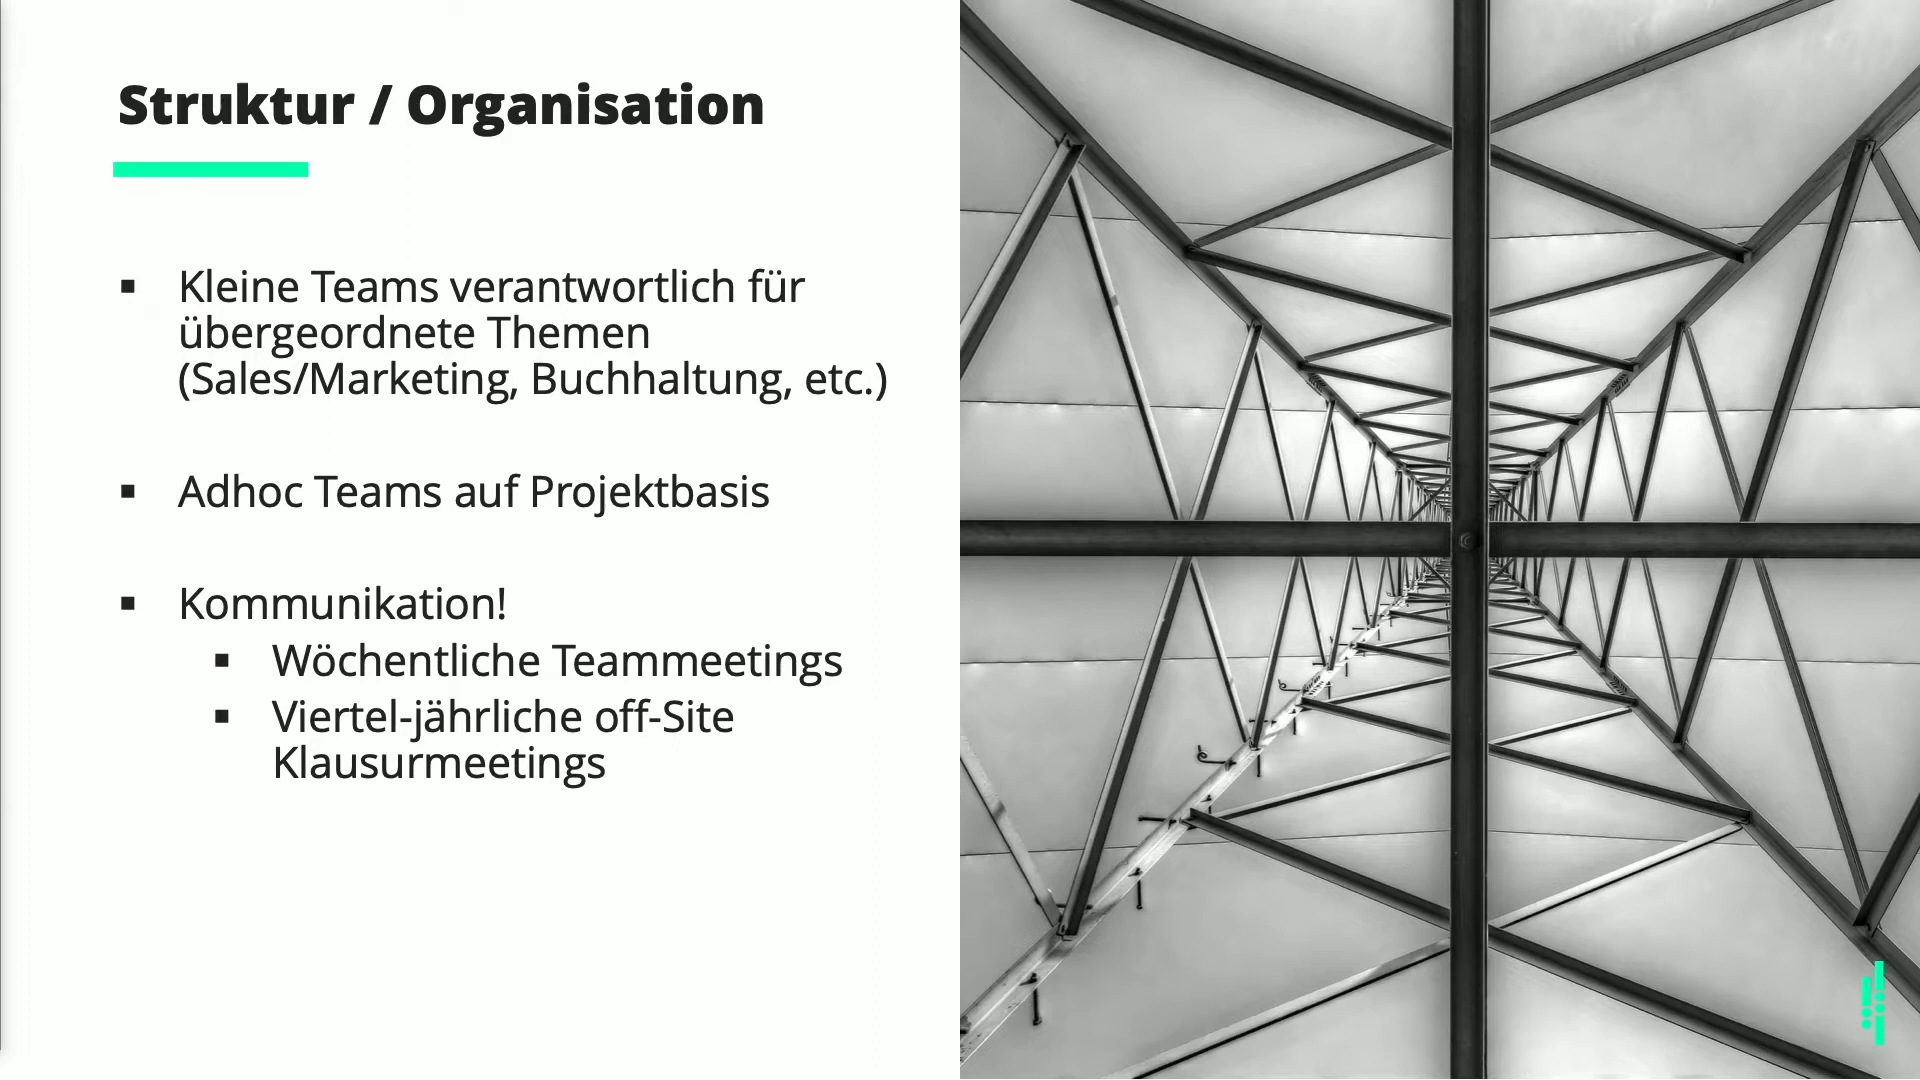 Struktur / Organisation
▪ Kleine Teams verantwortlich für
übergeordnete Themen
(Sales/Marketing, Buchhaltung, etc.)
▪ Adhoc Teams auf Projektbasis
▪ Kommunikation!
▪ Wöchentliche Teammeetings
▪ Viertel-jährliche off-Site
Klausurmeetings